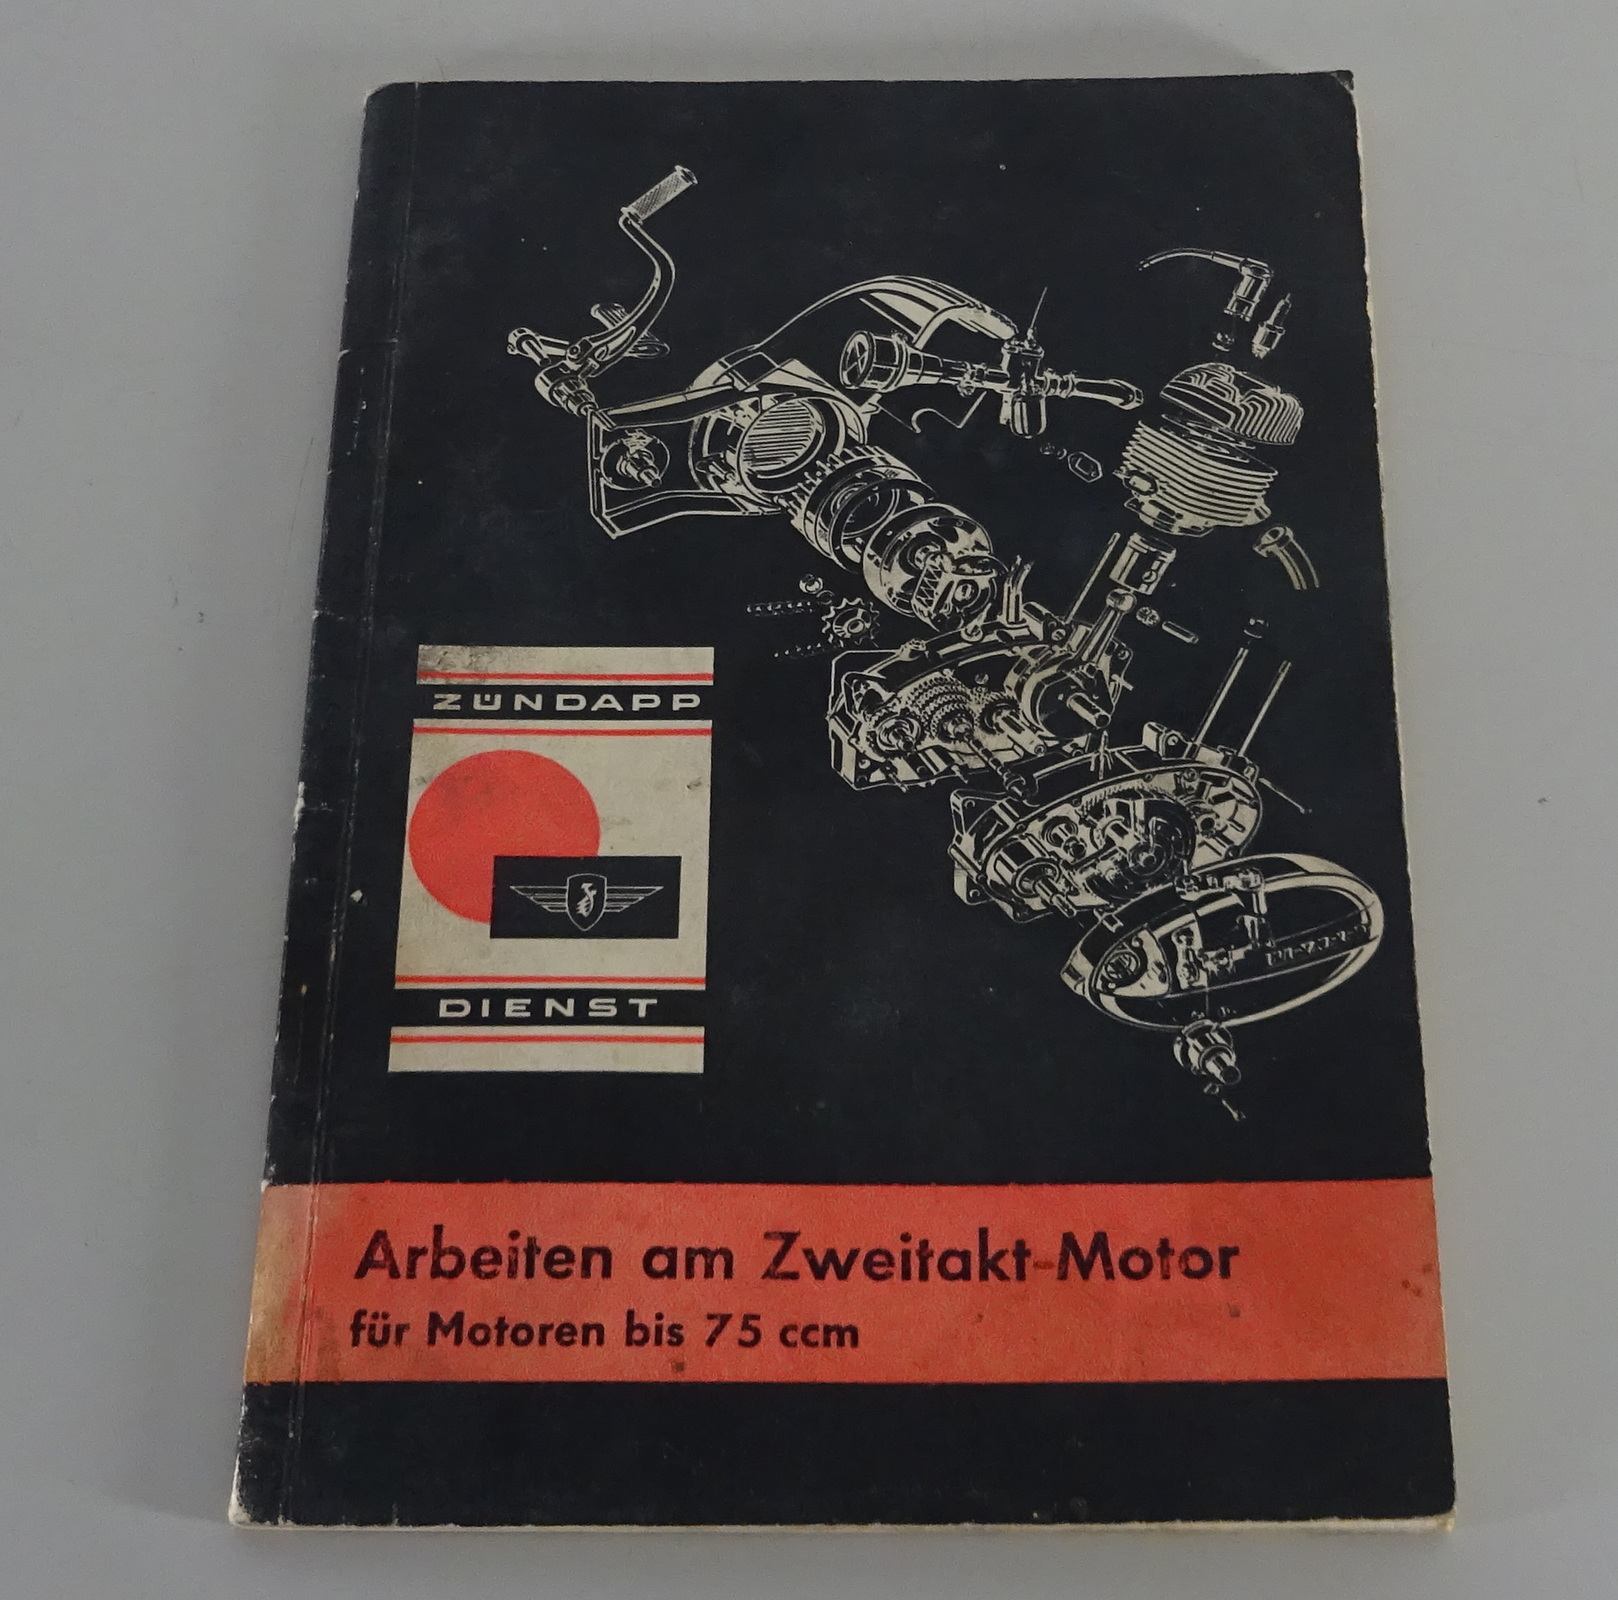 ZÜNDAPP
DIENST
Arbeiten am Zweitakt-Motor
für Motoren bis 75 ccm